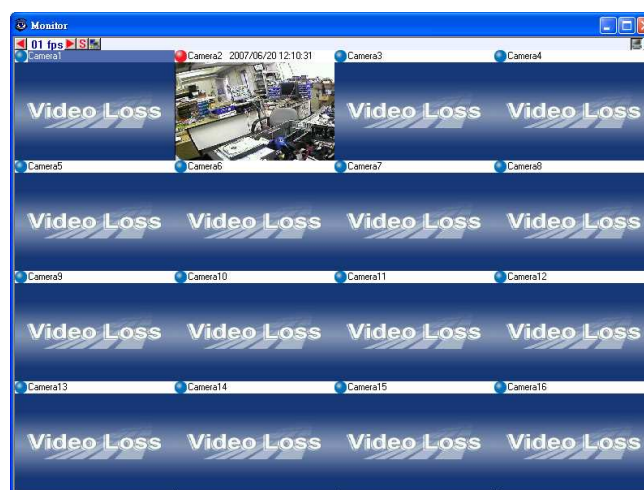 Monitor
01 fps S
Camera1 Camera2 2007/06/20 12:10:31 Camera3 Camera4
Video Loss Video Loss Video Loss
Camera5 Camera6 Camera7 Camera8
Video Loss Video Loss Video Loss Video Loss
Camera9 Camera10 Camera11 Camera12
Video Loss Video Loss Video Loss Video Loss
Camera13 Camera14 Camera15 Camera16
Video Loss Video Loss Video Loss Video Loss